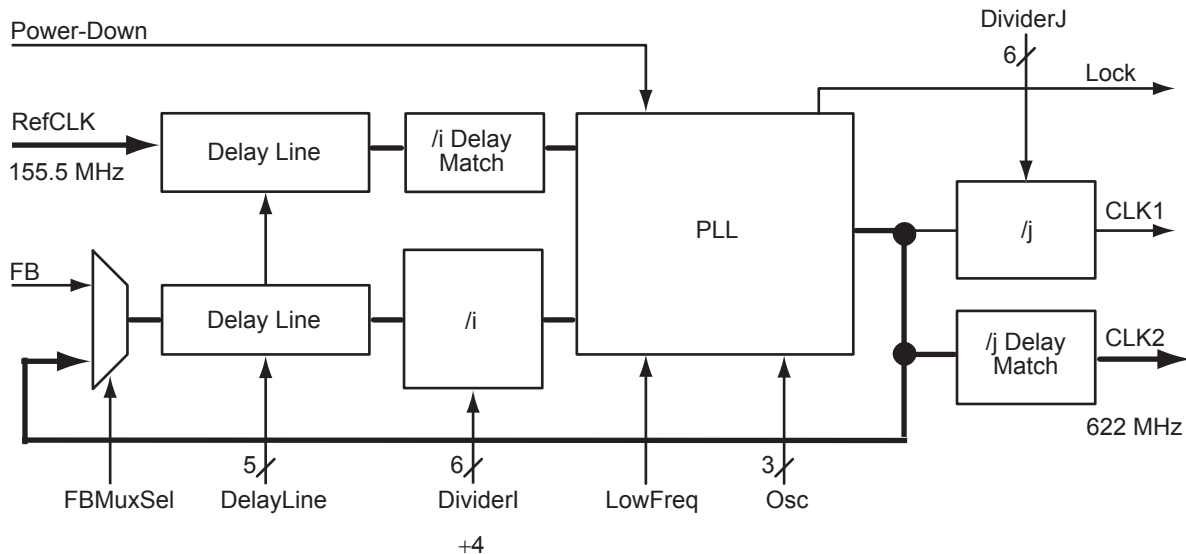 Power-Down
DividerJ
6
Lock
RefCLK
155.5 MHz
Delay Line
/i Delay
Match
PLL
/j
CLK1
FB
Delay Line
/i
/j Delay
Match
CLK2
622 MHz
5
6
3
FBMuxSel
DelayLine
DividerI
LowFreq
Osc
+4